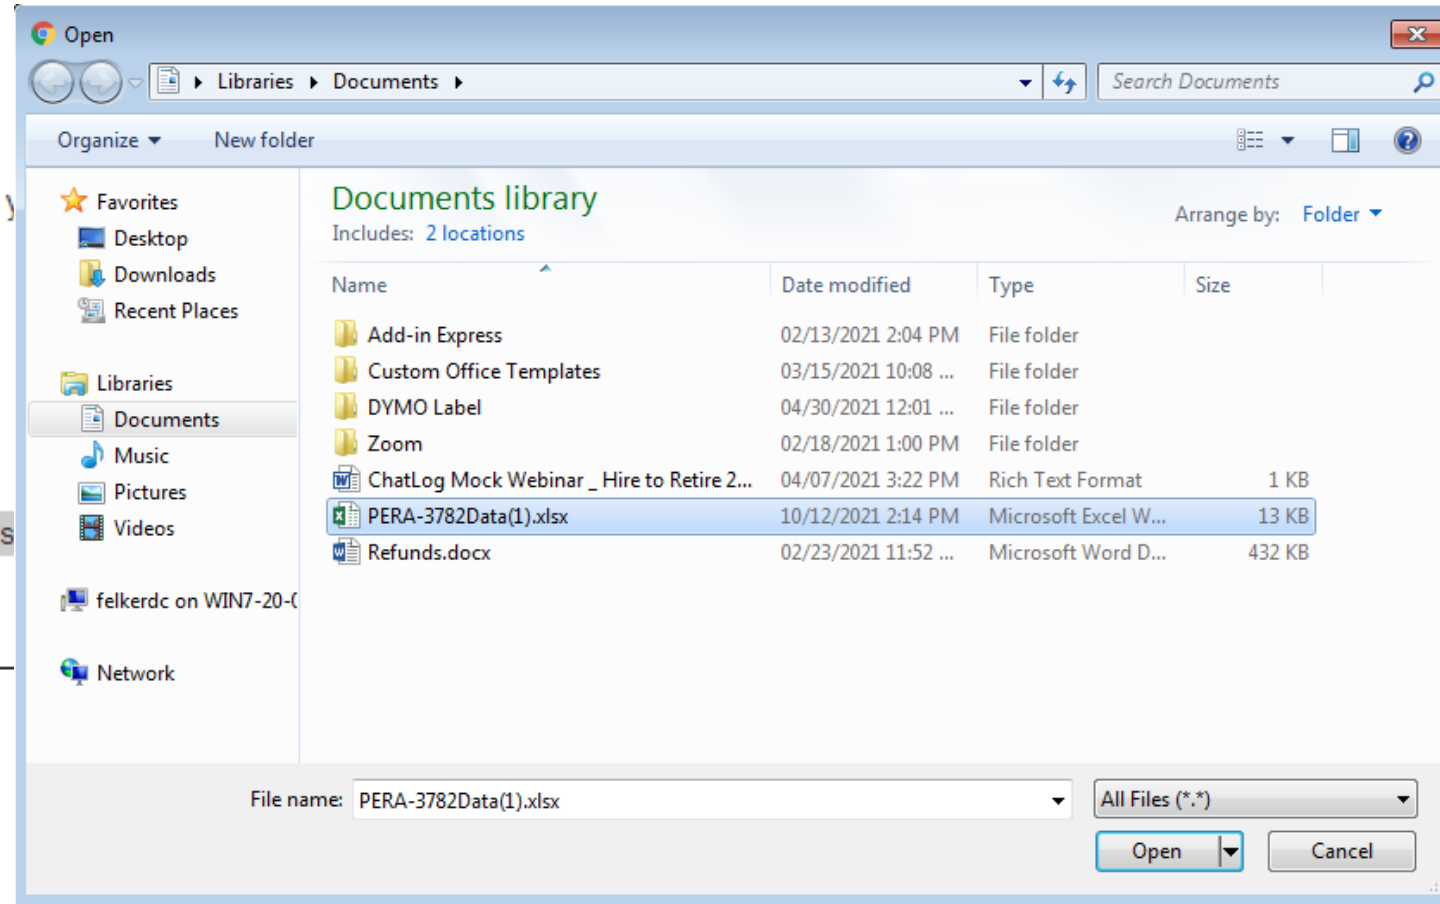 Open
Libraries Documents
Search Documents
Organize New folder
Favorites
Desktop
Downloads
Recent Places
Libraries
Documents
Music
Pictures
Videos
felkerdc on WIN7-20-
Network
Documents library
Includes: 2 locations
Arrange by: Folder
Name Date modified Type Size
Add-in Express 02/13/2021 2:04 PM File folder
Custom Office Templates 03/15/2021 10:08 ... File folder
DYMO Label 04/30/2021 12:01 ... File folder
Zoom 02/18/2021 1:00 PM File folder
ChatLog Mock Webinar _ Hire to Retire 2... 04/07/2021 3:22 PM Rich Text Format 1 KB
PERA-3782Data(1).xlsx 10/12/2021 2:14 PM Microsoft Excel W... 13 KB
Refunds.docx 02/23/2021 11:52 ... Microsoft Word D... 432 KB
File name: PERA-3782Data(1).xlsx All Files (*.*)
Open Cancel